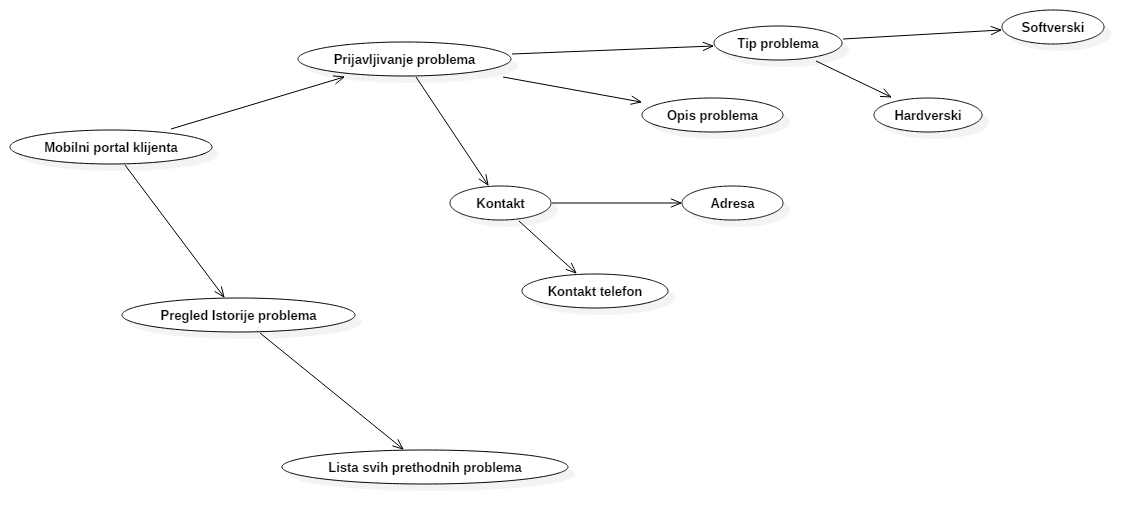 Softverski
Tip problema
Prijavljivanje problema
Opis problema
Hardverski
Mobilni portal klijenta
Kontakt
Adresa
Kontakt telefon
Pregled Istorije problema
Lista svih prethodnih problema